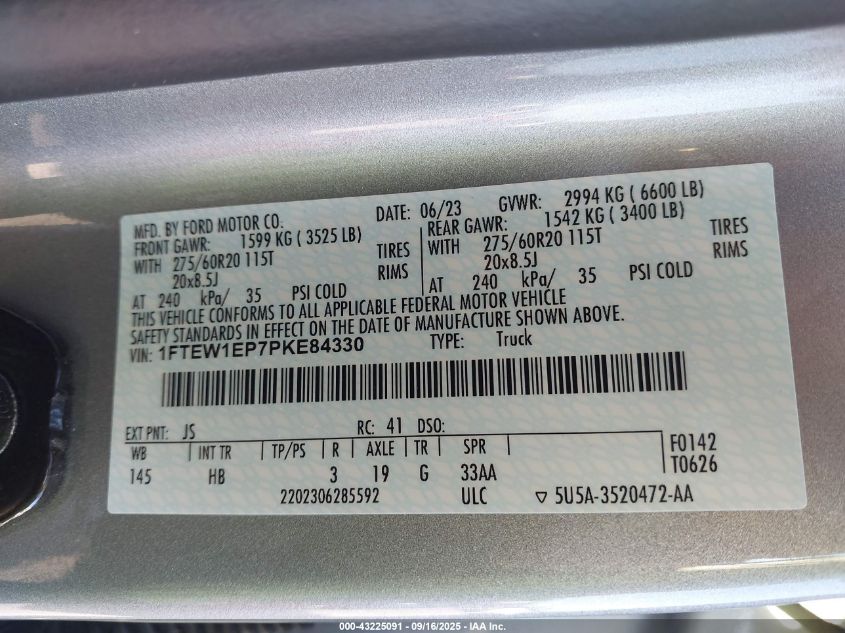 MFD. BY FORD MOTOR CO. DATE: 06/23 GVWR: 2994 KG ( 6600 LB)
FRONT GAWR: 1599 KG ( 3525 LB) REAR GAWR: 1542 KG ( 3400 LB)
WITH 275/60R20 115T TIRES WITH 275/60R20 115T TIRES
20x8.5J RIMS 20x8.5J RIMS
AT 240 kPa/ 35 PSI COLD AT 240 kPa/ 35 PSI COLD
THIS VEHICLE CONFORMS TO ALL APPLICABLE FEDERAL MOTOR VEHICLE
SAFETY STANDARDS IN EFFECT ON THE DATE OF MANUFACTURE SHOWN ABOVE.
VIN: 1FTEW1EP7PKE84330 TYPE: Truck
EXT PNT: JS RC: 41 DSO:
WB INT TR TP/PS R AXLE TR SPR F0142
145 HB 3 19 G 33AA T0626
2202306285592 ULC ▽ 5U5A-3520472-AA
000-43225091 - 09/16/2025 - IAA Inc.